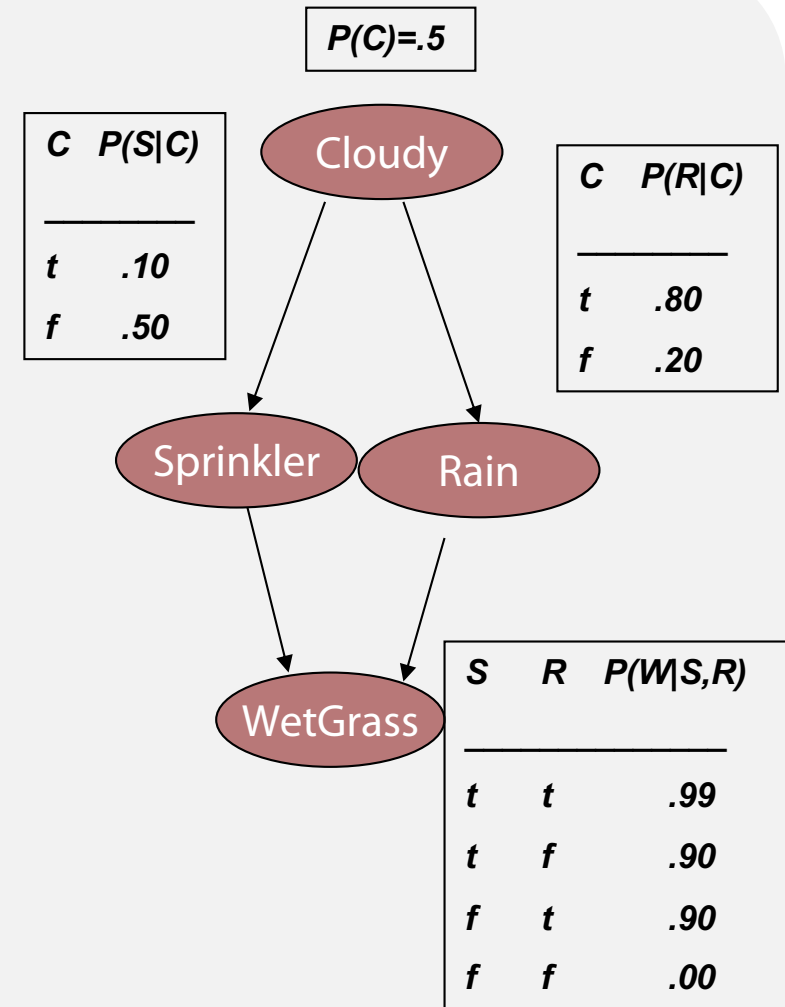 P(C)=.5
Cloudy
C P(S|C)
t .10
f .50
C P(R|C)
t .80
f .20
Sprinkler
Rain
WetGrass
S R P(W|S,R)
t t .99
t f .90
f t .90
f f .00